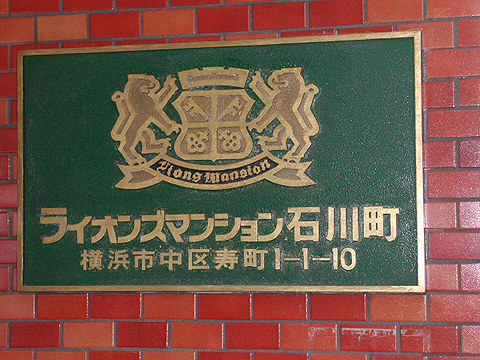 Lions Mansion
ライオンズマンション石川町
横浜市中区寿町1-1-10